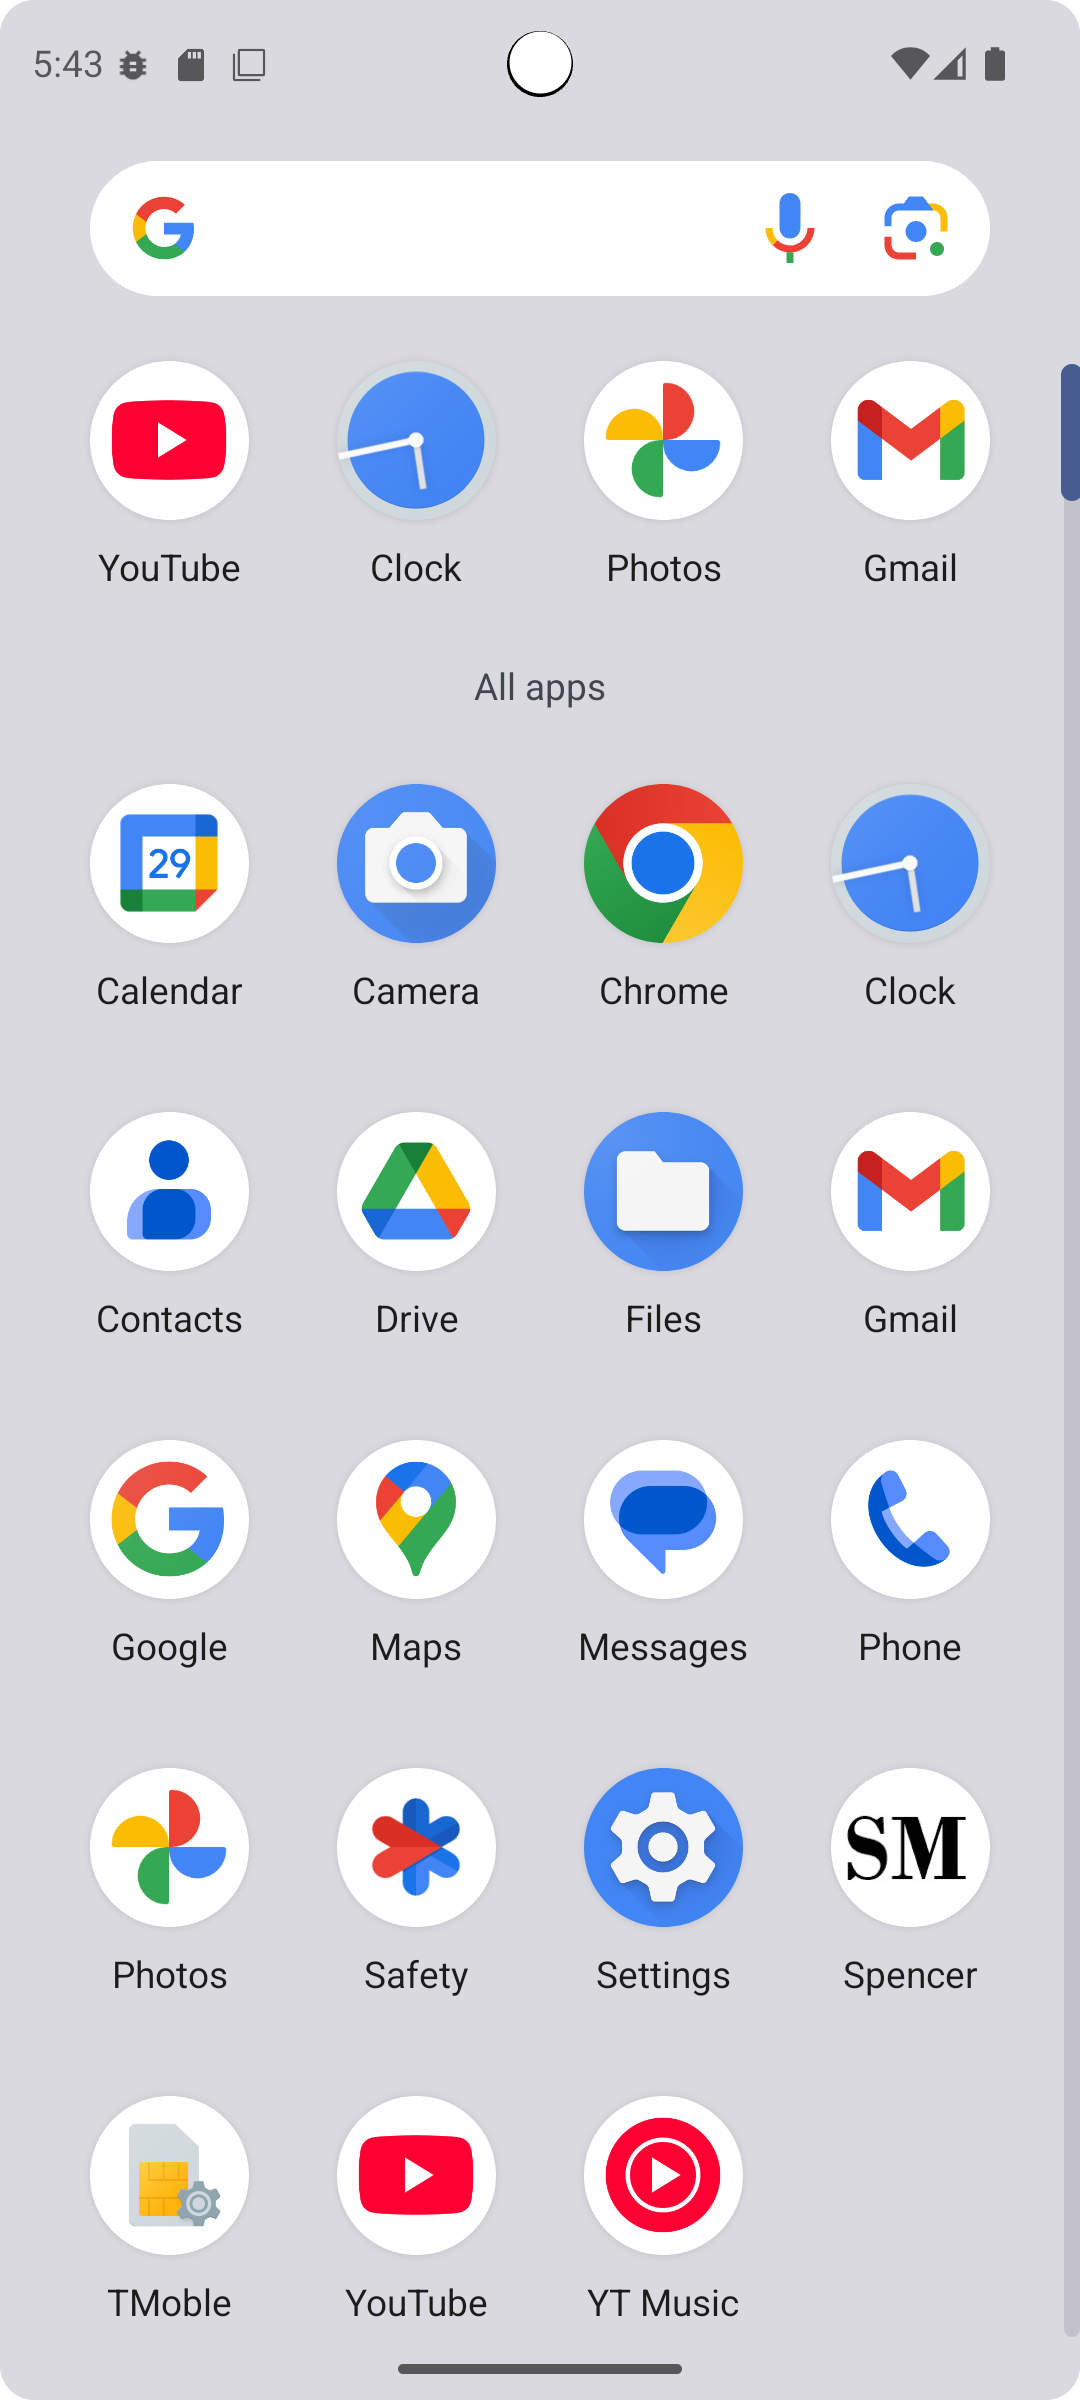 5:43
YouTube Clock Photos Gmail
All apps
29
Calendar Camera Chrome Clock
Contacts Drive Files Gmail
Google Maps Messages Phone
SM
Photos Safety Settings Spencer
TMoble YouTube YT Music